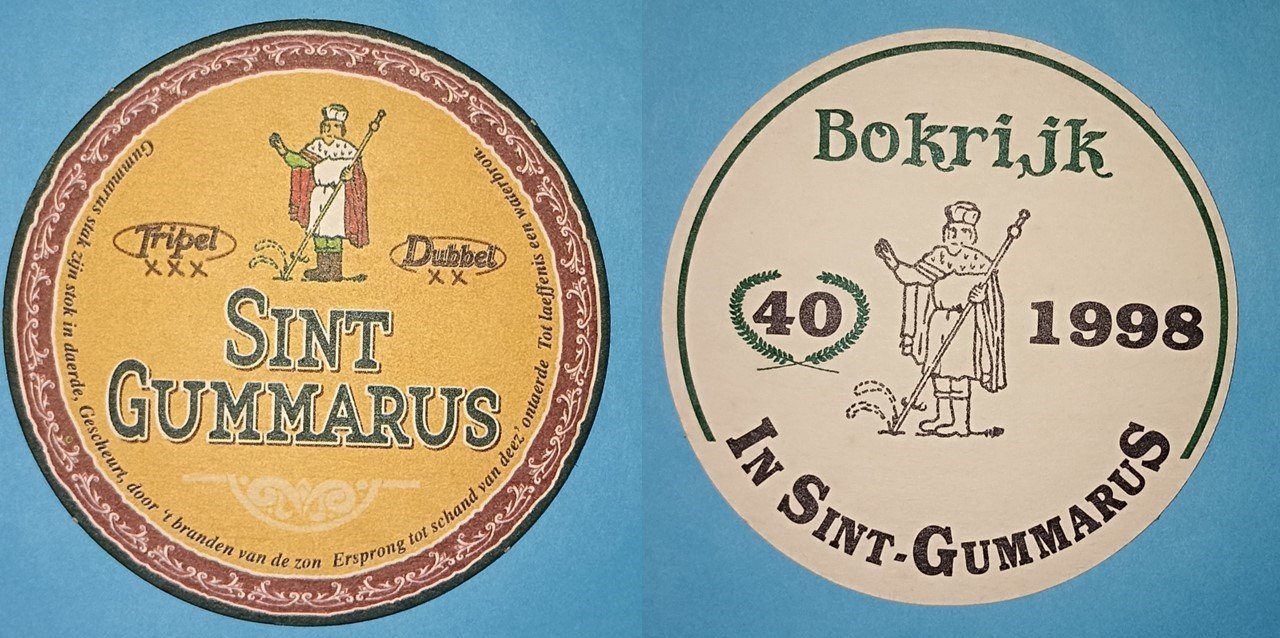 Gummarus stak zijn stok in daerde, Gescheurt, door 't branden van de zon Ersprong tot schand van deez' ontaerde Tot laeffenis een waterbron.
Tripel
XXX
Dubbel
XX
SINT
GUMMARUS
Bokrijk
40
1998
IN SINT-GUMMARUS